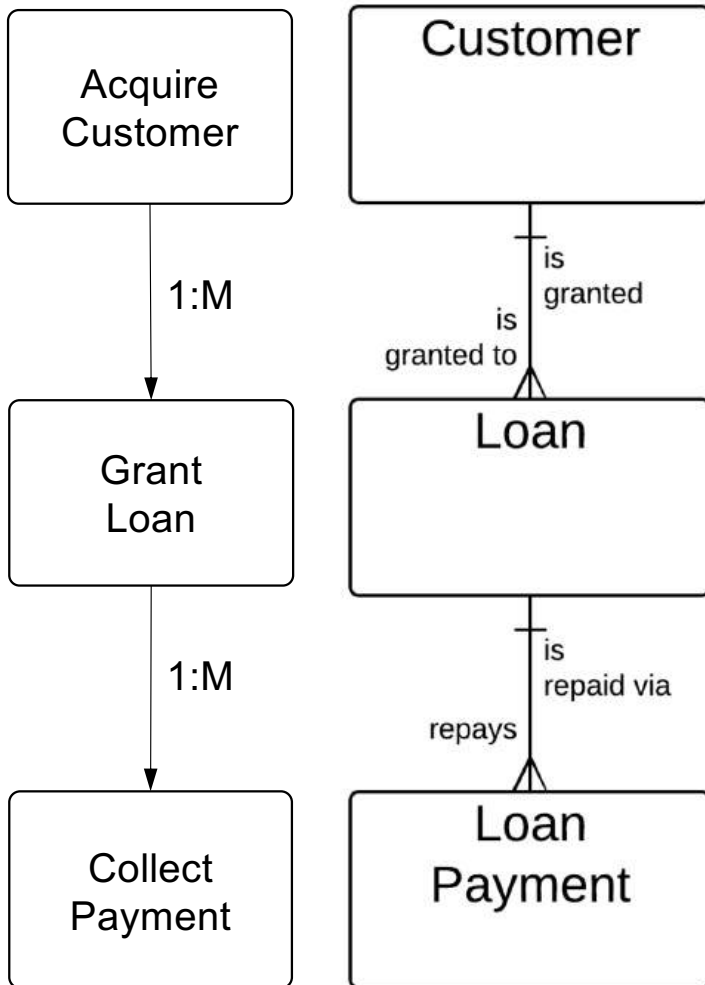 Acquire
Customer
1:M
Grant
Loan
1:M
Collect
Payment
Customer
is
granted
is
granted to
Loan
is
repaid via
repays
Loan
Payment